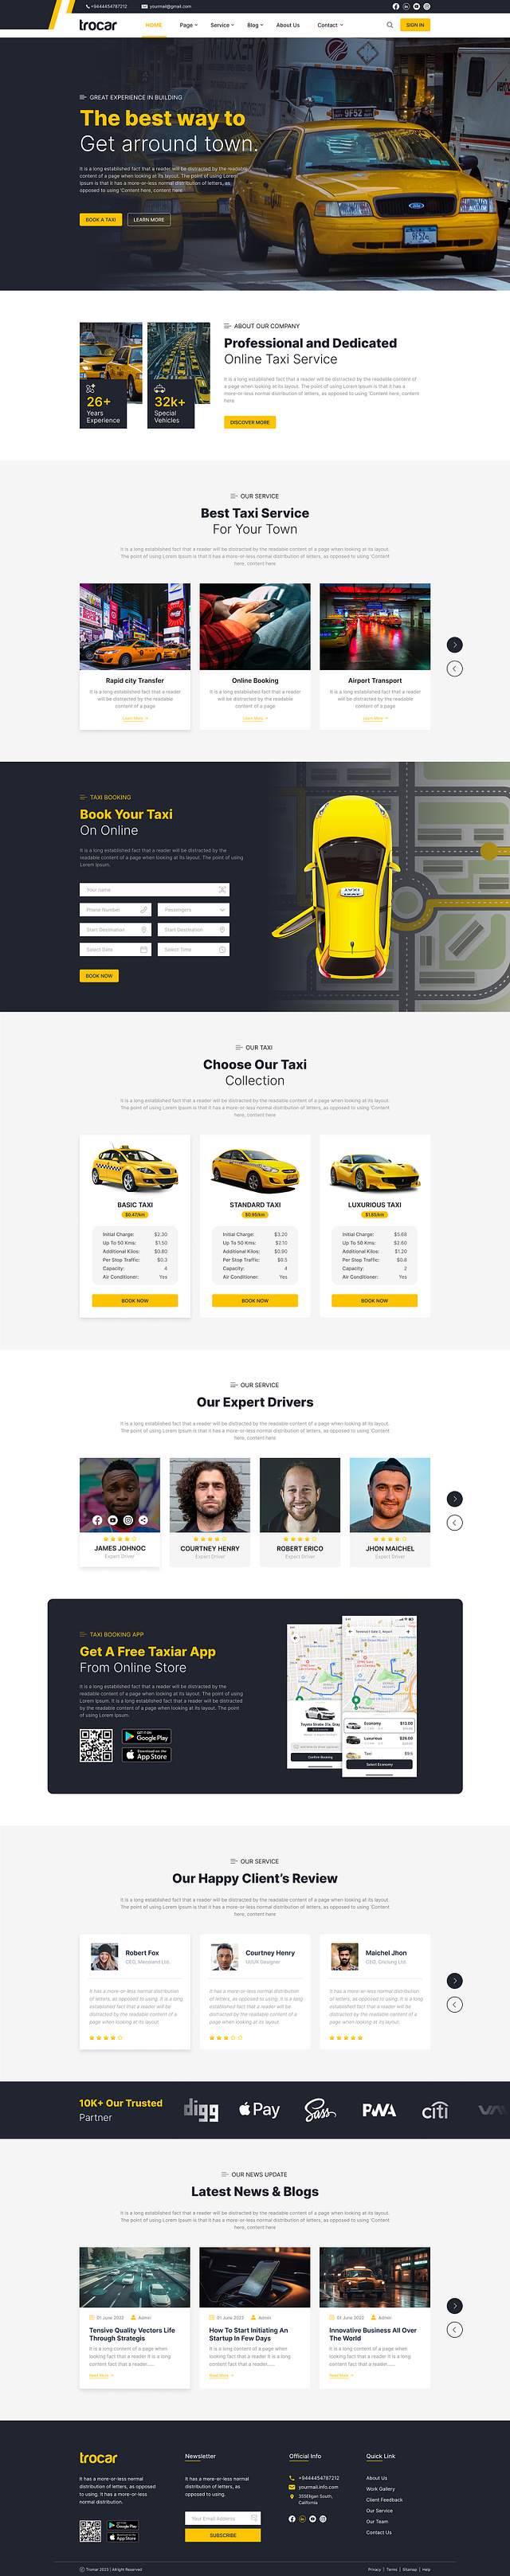 +9444454787212
yourmail@gmail.com
trocar
HOME
Page
Service
Blog
About Us
Contact
SIGN IN
GREAT EXPERIENCE IN BUILDING
The best way to
Get arround town.
It is a long established fact that a reader will be distracted by the readable
content of a page when looking at its layout. The point of using Lorem
Ipsum is that it has a more-or-less normal distribution of letters, as
opposed to using 'Content here, content here
BOOK A TAXI
LEARN MORE
9F52
Ford
9F52
26+
Years
Experience
32k+
Special
Vehicles
ABOUT OUR COMPANY
Professional and Dedicated
Online Taxi Service
It is a long established fact that a reader will be distracted by the readable content of
a page when looking at its layout. The point of using Lorem Ipsum is that it has a
more-or-less normal distribution of letters, as opposed to using 'Content here, content
here
DISCOVER MORE
OUR SERVICE
Best Taxi Service
For Your Town
It is a long established fact that a reader will be distracted by the readable content of a page when looking at its layout.
The point of using Lorem Ipsum is that it has a more-or-less normal distribution of letters, as opposed to using 'Content
here, content here
Rapid city Transfer
It is a long established fact that a reader
will be distracted by the readable
content of a page
Learn More
Online Booking
It is a long established fact that a reader
will be distracted by the readable
content of a page
Learn More
Airport Transport
It is a long established fact that a reader
will be distracted by the readable
content of a page
Learn More
TAXI BOOKING
Book Your Taxi
On Online
It is a long established fact that a reader will be distracted by the
readable content of a page when looking at its layout. The point of using
Lorem Ipsum.
Your name
Phone Number
Passengers
Start Destination
Start Destination
Select Date
Select Time
BOOK NOW
TAXI
OUR TAXI
Choose Our Taxi
Collection
It is a long established fact that a reader will be distracted by the readable content of a page when looking at its layout.
The point of using Lorem Ipsum is that it has a more-or-less normal distribution of letters, as opposed to using 'Content
here, content here
BASIC TAXI
$0.47/km
Initial Charge: $2.30
Up To 50 Kms: $1.50
Additional Kilos: $0.80
Per Stop Traffic: $0.3
Capacity: 4
Air Conditioner: Yes
BOOK NOW
STANDARD TAXI
$0.95/km
Initial Charge: $3.20
Up To 50 Kms: $2.10
Additional Kilos: $0.90
Per Stop Traffic: $0.5
Capacity: 4
Air Conditioner: Yes
BOOK NOW
LUXURIOUS TAXI
$1.65/km
Initial Charge: $5.68
Up To 50 Kms: $2.60
Additional Kilos: $1.20
Per Stop Traffic: $0.8
Capacity: 2
Air Conditioner: Yes
BOOK NOW
OUR SERVICE
Our Expert Drivers
It is a long established fact that a reader will be distracted by the readable content of a page when looking at its layout.
The point of using Lorem Ipsum is that it has a more-or-less normal distribution of letters, as opposed to using 'Content
here, content here
JAMES JOHNOC
Expert Driver
COURTNEY HENRY
Expert Driver
ROBERT ERICO
Expert Driver
JHON MAICHEL
Expert Driver
TAXI BOOKING APP
Get A Free Taxiar App
From Online Store
It is a long established fact that a reader will be distracted by the
readable content of a page when looking at its layout. The point of using
Lorem Ipsum. It is a long established fact that a reader will be distracted
by the readable content of a page when looking at its layout. The point
of using Lorem Ipsum.
GET IT ON
Google Play
Download on the
App Store
Confirm Booking
Economy
$12.00
Luxurious
$28.00
Taxi
Select Economy
OUR SERVICE
Our Happy Client's Review
It is a long established fact that a reader will be distracted by the readable content of a page when looking at its layout.
The point of using Lorem Ipsum is that it has a more-or-less normal distribution of letters, as opposed to using 'Content
here, content here
Robert Fox
It has a more-or-less normal distribution
of letters, as opposed to using It is a long
established fact that a reader will be
distracted by the readable content of a
page when looking at its layout.
Courtney Henry
UI/UX Designer
It has a more-or-less normal distribution
of letters, as opposed to using It is a long
established fact that a reader will be
distracted by the readable content of a
page when looking at its layout.
Maichel Jhon
It has a more-or-less normal distribution
of letters, as opposed to using It is a long
established fact that a reader will be
distracted by the readable content of a
page when looking at its layout.
10K+ Our Trusted
Partner
digg
Pay
Sass
PWA
citi
OUR NEWS UPDATE
Latest News & Blogs
It is a long established fact that a reader will be distracted by the readable content of a page when looking at its layout.
The point of using Lorem Ipsum is that it has a more-or-less normal distribution of letters, as opposed to using 'Content
here, content here
01 June 2022
Admin
Tensive Quality Vectors Life
Through Strategis
It is a long content of a page when
looking fact that a reader It is a long
content fact that a reader.....
Read More
01 June 2022
Admin
How To Start Initiating An
Startup In Few Days
It is a long content of a page when
looking fact that a reader It is a long
content fact that a reader.....
Read More
01 June 2022
Admin
Innovative Business All Over
The World
It is a long content of a page when
looking fact that a reader It is a long
content fact that a reader.....
Read More
trocar
It has a more-or-less normal
distribution of letters, as opposed
to using. It has a more-or-less
normal distribution.
Google Play
App Store
Newsletter
It has a more-or-less normal
distribution of letters, as
opposed to using.
Your Email Address
SUBSCRIBE
Official Info
+9444454787212
yourmail.info.com
355Elgan South,
California
Quick Link
About Us
Work Gallery
Client Feedback
Our Service
Our Team
Contact Us
Privacy | Terms | Sitemap | Help